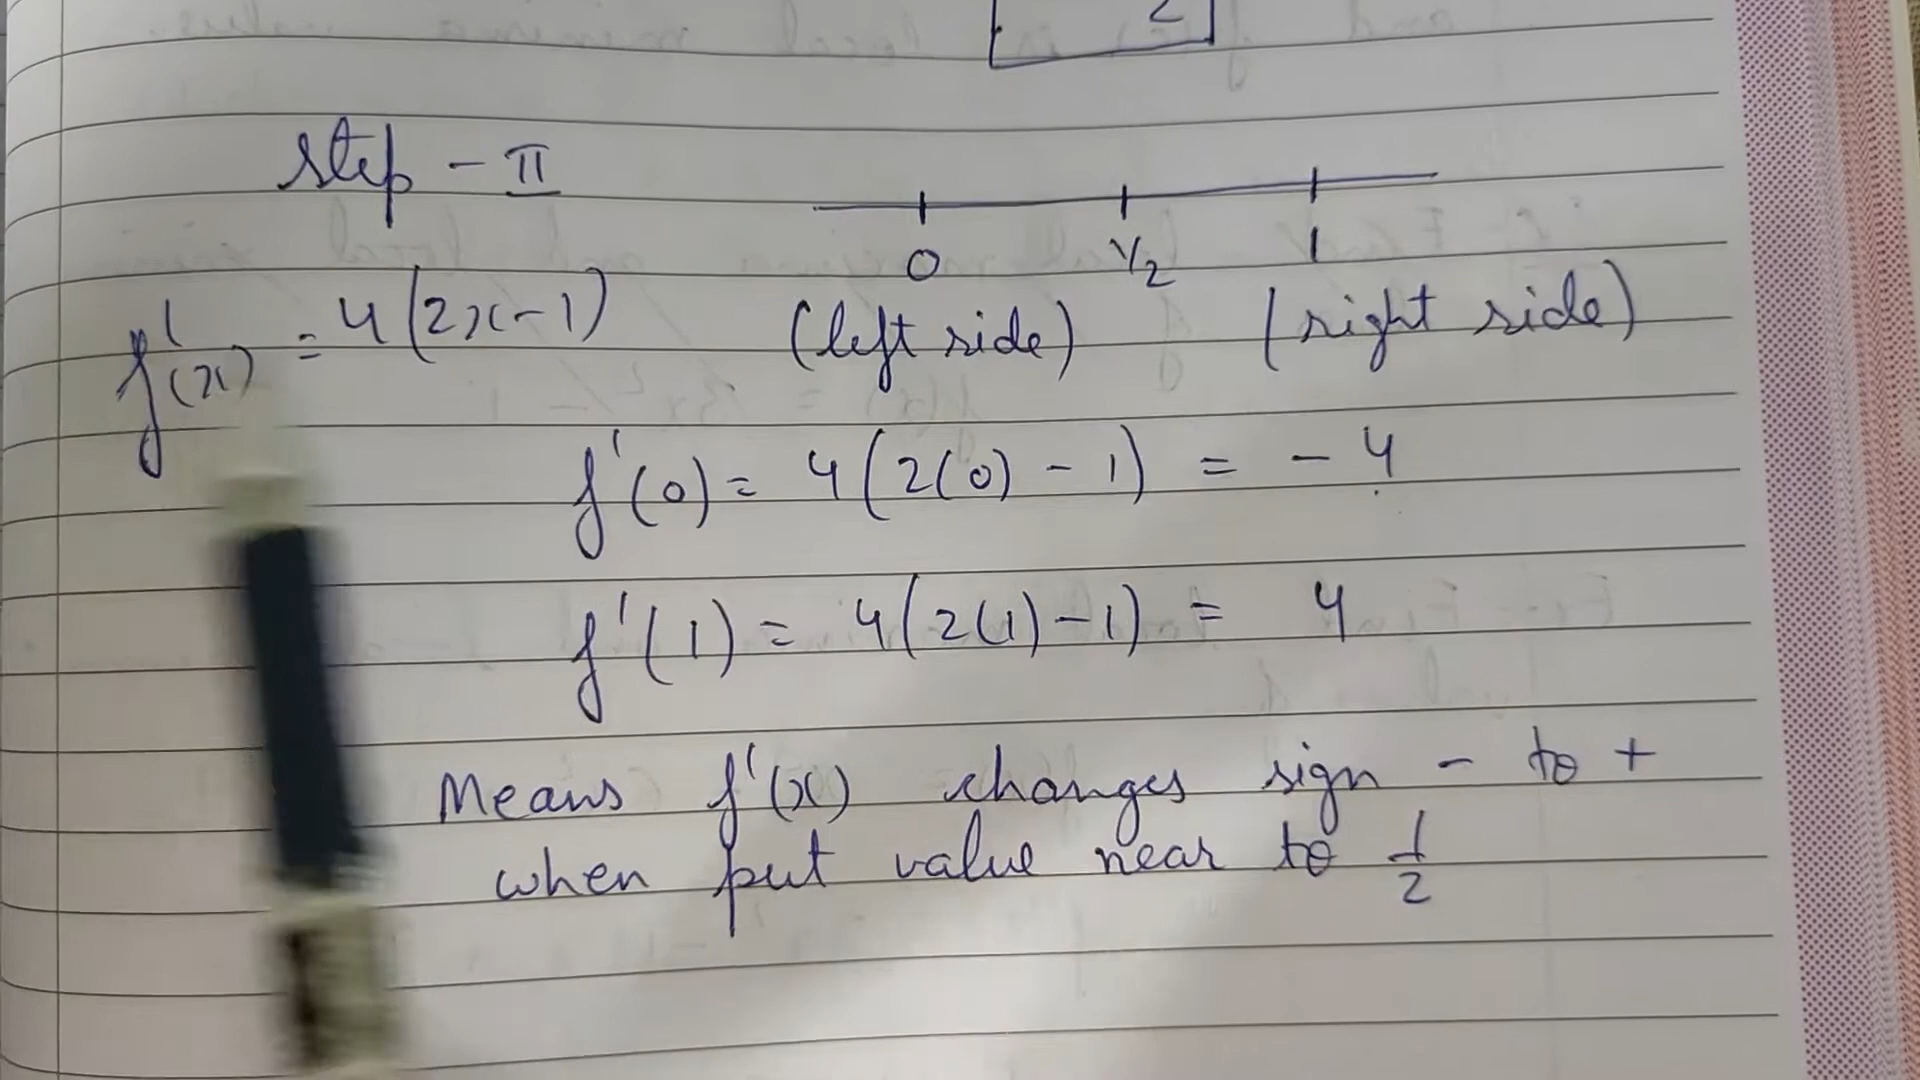 2
step - II
0 1/2 1
f'(x) = 4(2x-1) (left side) (right side)
f'(0) = 4(2(0) - 1) = - 4
f'(1) = 4(2(1)-1) = 4
Means f'(x) changes sign - to +
when put value near to 1/2